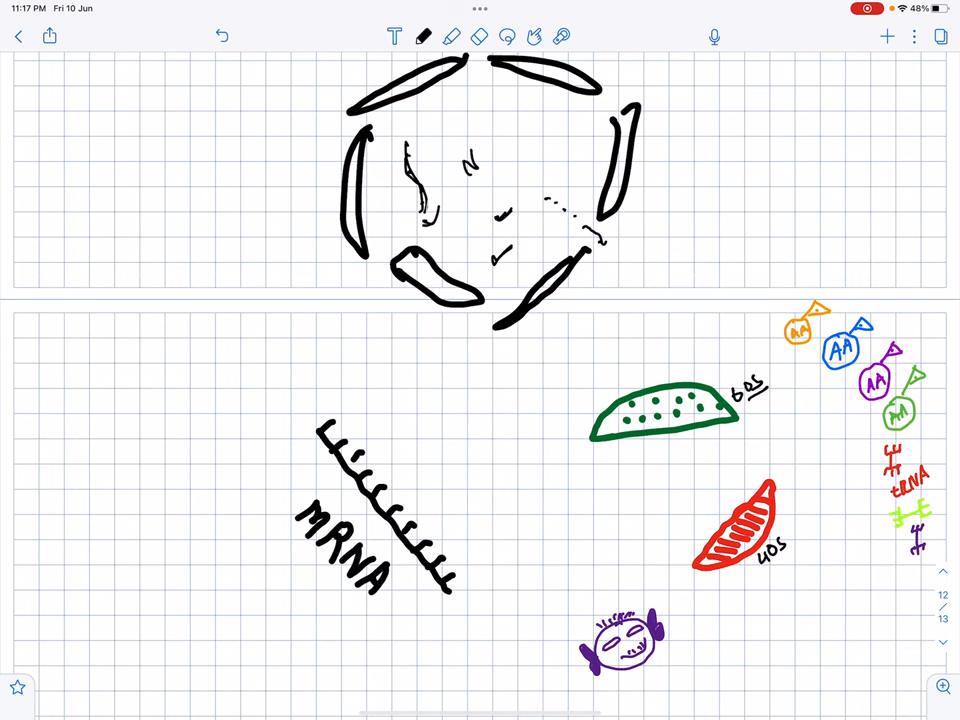 11:17 PM Fri 10 Jun
48%
T
N
60S
AA
AA
AA
AA
tRNA
mRNA
40S
12
/
13